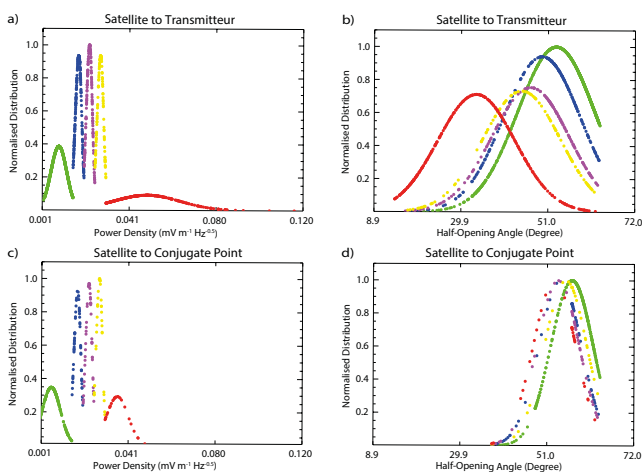 a)
Satellite to Transmitteur
Normalised Distribution
1.0
0.8
0.6
0.4
0.2
0.001 0.041 0.080 0.120
Power Density (mV m-1 Hz-0.5)
b)
Satellite to Transmitteur
Normalised Distribution
1.0
0.8
0.6
0.4
0.2
8.9 29.9 51.0 72.0
Half-Opening Angle (Degree)
c)
Satellite to Conjugate Point
Normalised Distribution
1.0
0.8
0.6
0.4
0.2
0.001 0.041 0.080 0.120
Power Density (mV m-1 Hz-0.5)
d)
Satellite to Conjugate Point
Normalised Distribution
1.0
0.8
0.6
0.4
0.2
8.9 29.9 51.0 72.0
Half-Opening Angle (Degree)